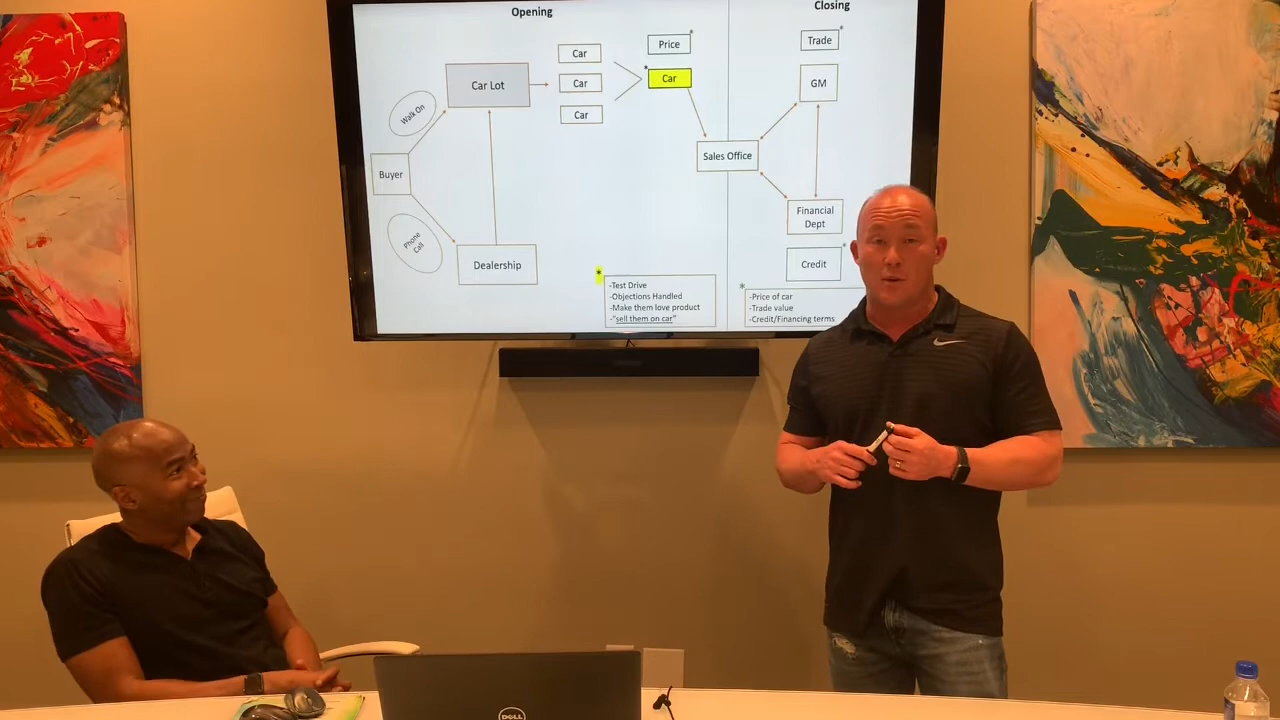 Opening
Closing
Car
Price
*
Trade
*
Car Lot
Car
*
Car
GM
Car
Walk On
Sales Office
Buyer
Financial
Dept
Phone
Call
Dealership
Credit
*
*
-Test Drive
-Objections Handled
-Make them love product
-"sell them on car"
*
-Price of car
-Trade value
-Credit/Financing terms
DELL